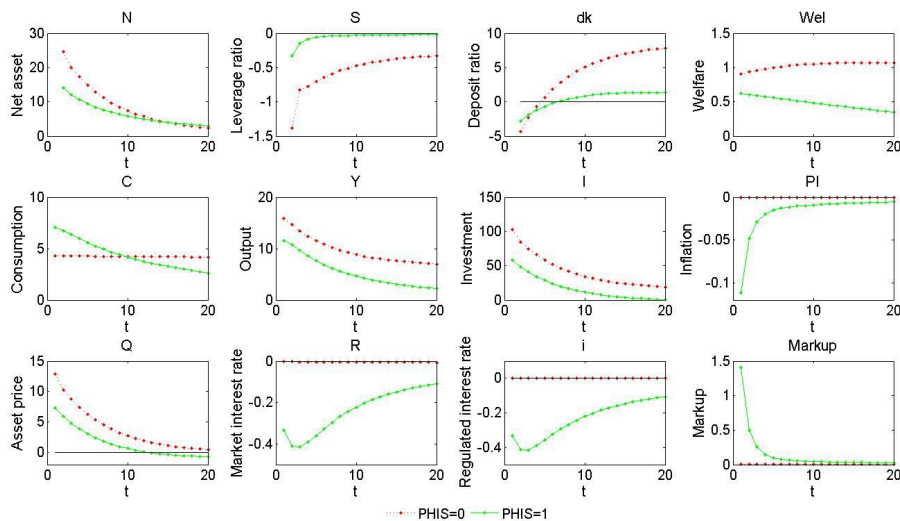 N S dk Wel
Net asset
30
20
10
0
0 10 20
t
Leverage ratio
0
-0.5
-1
-1.5
0 10 20
t
Deposit ratio
10
5
0
-5
0 10 20
t
Welfare
1.5
1
0.5
0
0 10 20
t
C Y I PI
Consumption
10
5
0
0 10 20
t
Output
20
10
0
0 10 20
t
Investment
150
100
50
0
0 10 20
t
Inflation
0
-0.05
-0.1
0 10 20
t
Q R i Markup
Asset price
15
10
5
0
0 10 20
t
Market interest rate
0
-0.2
-0.4
0 10 20
t
Regulated interest rate
0
-0.2
-0.4
0 10 20
t
Markup
1.5
1
0.5
0
0 10 20
t
PHIS=0 PHIS=1